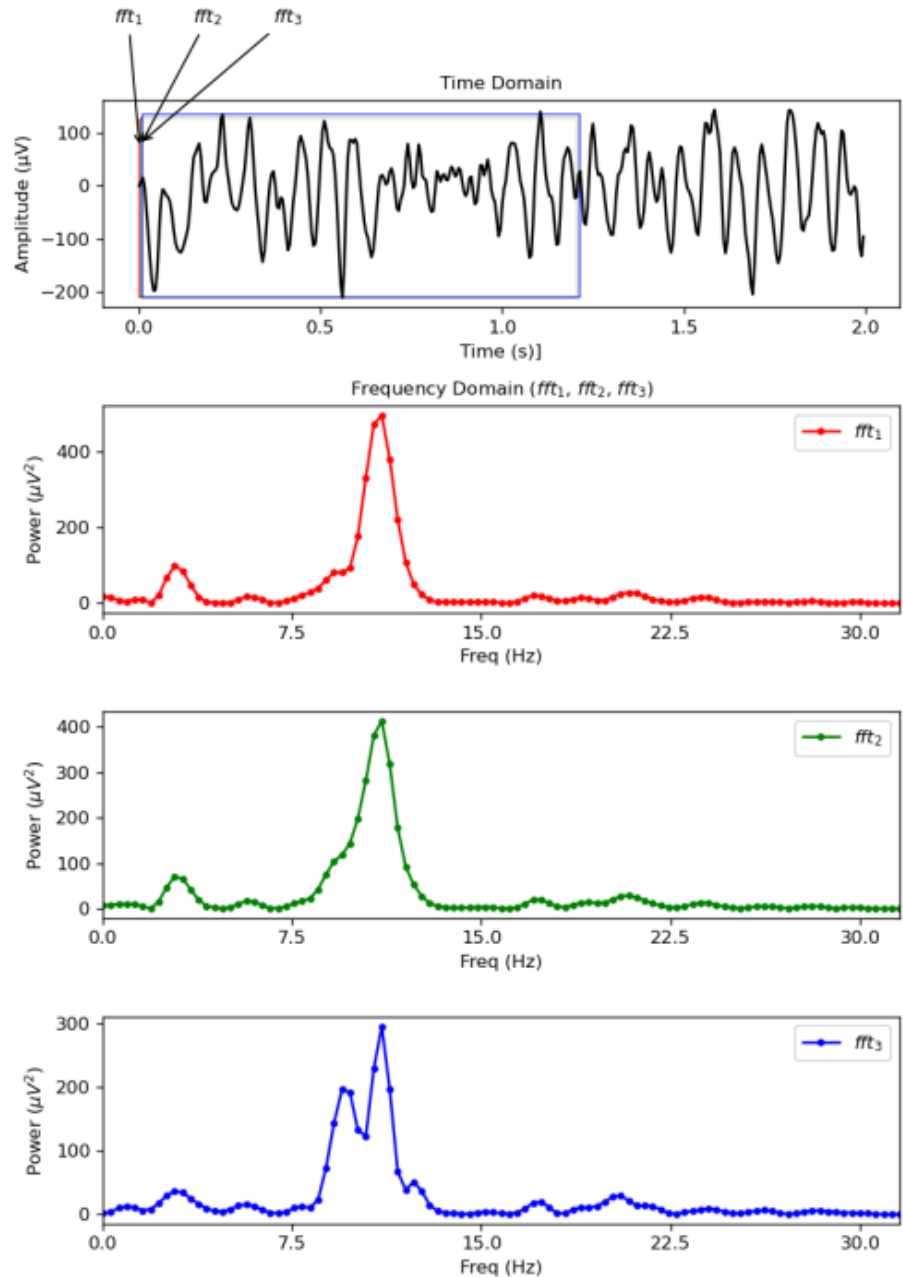 fft₁ fft₂ fft₃
Time Domain
Amplitude (µV)
100
0
−100
−200
0.0 0.5 1.0 1.5 2.0
Time (s)]
Frequency Domain (fft₁, fft₂, fft₃)
Power (µV²)
400
200
0
fft₁
0.0 7.5 15.0 22.5 30.0
Freq (Hz)
Power (µV²)
400
300
200
100
0
fft₂
0.0 7.5 15.0 22.5 30.0
Freq (Hz)
Power (µV²)
300
200
100
0
fft₃
0.0 7.5 15.0 22.5 30.0
Freq (Hz)